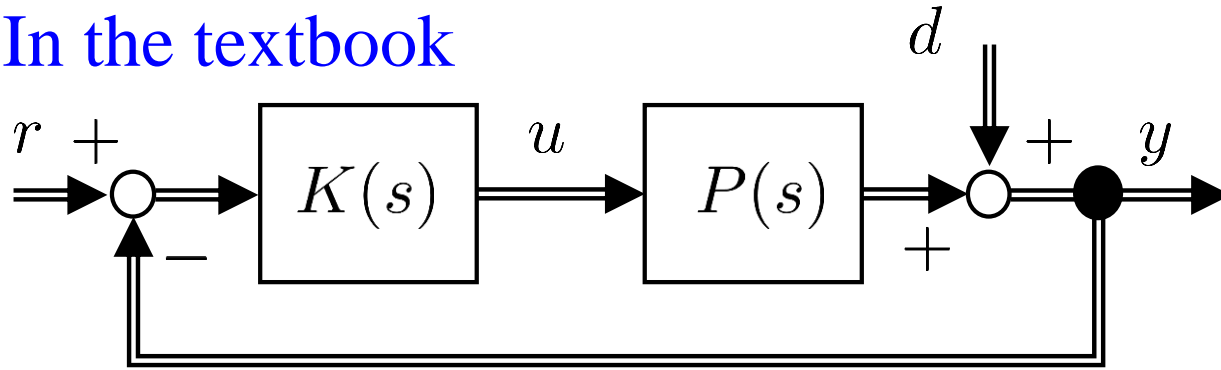 In the textbook
d
r + u + y
K(s) P(s)
− +